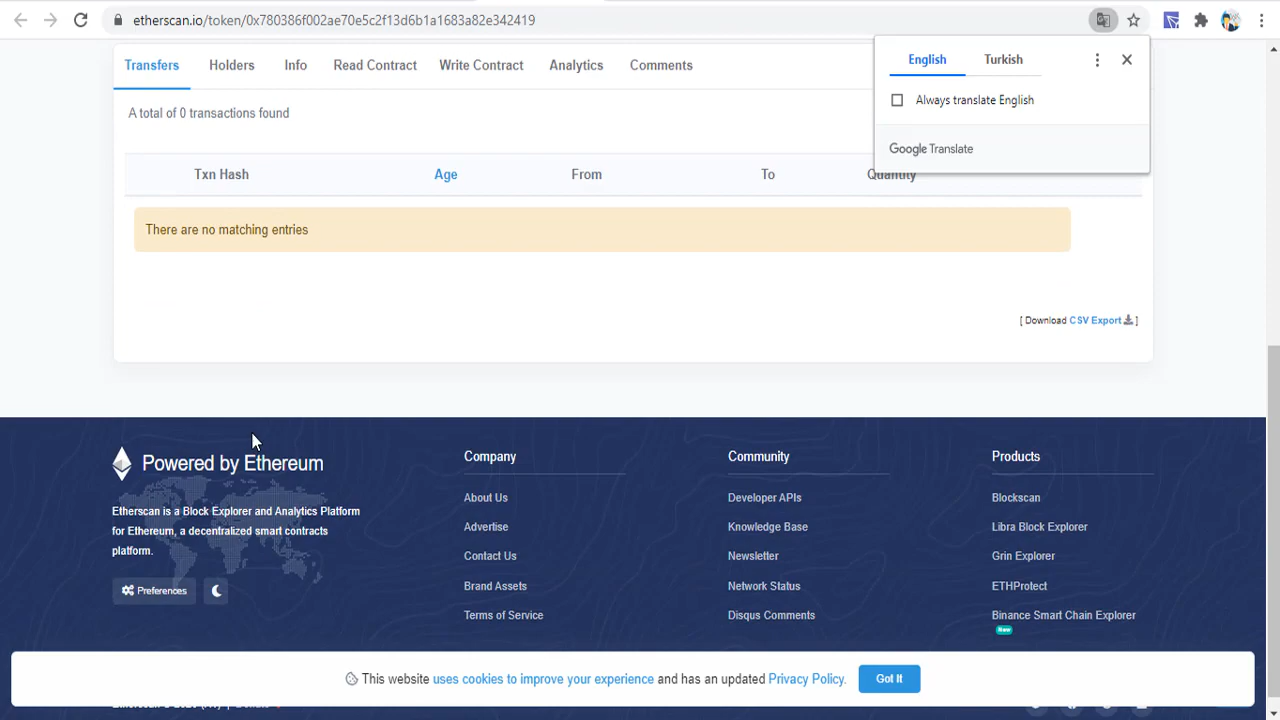 etherscan.io/token/0x780386f002ae70e5c2f13d6b1a1683a82e342419
English Turkish
Always translate English
Google Translate
Transfers Holders Info Read Contract Write Contract Analytics Comments
A total of 0 transactions found
Txn Hash Age From To Quantity
There are no matching entries
[ Download CSV Export ]
Powered by Ethereum
Etherscan is a Block Explorer and Analytics Platform
for Ethereum, a decentralized smart contracts
platform.
Preferences
Company
About Us
Advertise
Contact Us
Brand Assets
Terms of Service
Community
Developer APIs
Knowledge Base
Newsletter
Network Status
Disqus Comments
Products
Blockscan
Libra Block Explorer
Grin Explorer
ETHProtect
Binance Smart Chain Explorer
New
This website uses cookies to improve your experience and has an updated Privacy Policy. Got It